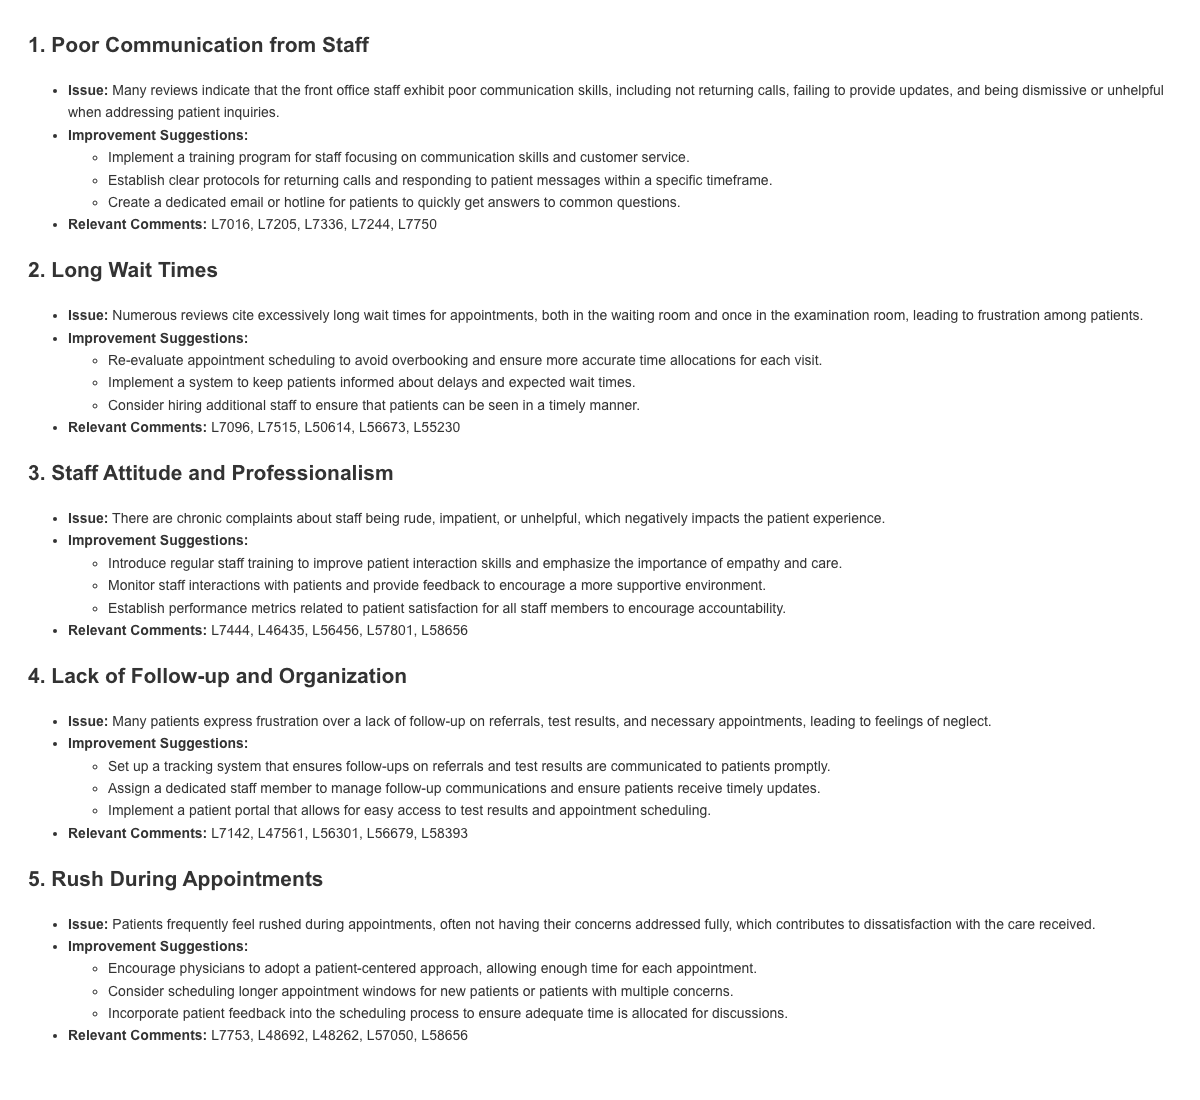 1. Poor Communication from Staff
• Issue: Many reviews indicate that the front office staff exhibit poor communication skills, including not returning calls, failing to provide updates, and being dismissive or unhelpful
when addressing patient inquiries.
• Improvement Suggestions:
◦ Implement a training program for staff focusing on communication skills and customer service.
◦ Establish clear protocols for returning calls and responding to patient messages within a specific timeframe.
◦ Create a dedicated email or hotline for patients to quickly get answers to common questions.
• Relevant Comments: L7016, L7205, L7336, L7244, L7750
2. Long Wait Times
• Issue: Numerous reviews cite excessively long wait times for appointments, both in the waiting room and once in the examination room, leading to frustration among patients.
• Improvement Suggestions:
◦ Re-evaluate appointment scheduling to avoid overbooking and ensure more accurate time allocations for each visit.
◦ Implement a system to keep patients informed about delays and expected wait times.
◦ Consider hiring additional staff to ensure that patients can be seen in a timely manner.
• Relevant Comments: L7096, L7515, L50614, L56673, L55230
3. Staff Attitude and Professionalism
• Issue: There are chronic complaints about staff being rude, impatient, or unhelpful, which negatively impacts the patient experience.
• Improvement Suggestions:
◦ Introduce regular staff training to improve patient interaction skills and emphasize the importance of empathy and care.
◦ Monitor staff interactions with patients and provide feedback to encourage a more supportive environment.
◦ Establish performance metrics related to patient satisfaction for all staff members to encourage accountability.
• Relevant Comments: L7444, L46435, L56456, L57801, L58656
4. Lack of Follow-up and Organization
• Issue: Many patients express frustration over a lack of follow-up on referrals, test results, and necessary appointments, leading to feelings of neglect.
• Improvement Suggestions:
◦ Set up a tracking system that ensures follow-ups on referrals and test results are communicated to patients promptly.
◦ Assign a dedicated staff member to manage follow-up communications and ensure patients receive timely updates.
◦ Implement a patient portal that allows for easy access to test results and appointment scheduling.
• Relevant Comments: L7142, L47561, L56301, L56679, L58393
5. Rush During Appointments
• Issue: Patients frequently feel rushed during appointments, often not having their concerns addressed fully, which contributes to dissatisfaction with the care received.
• Improvement Suggestions:
◦ Encourage physicians to adopt a patient-centered approach, allowing enough time for each appointment.
◦ Consider scheduling longer appointment windows for new patients or patients with multiple concerns.
◦ Incorporate patient feedback into the scheduling process to ensure adequate time is allocated for discussions.
• Relevant Comments: L7753, L48692, L48262, L57050, L58656